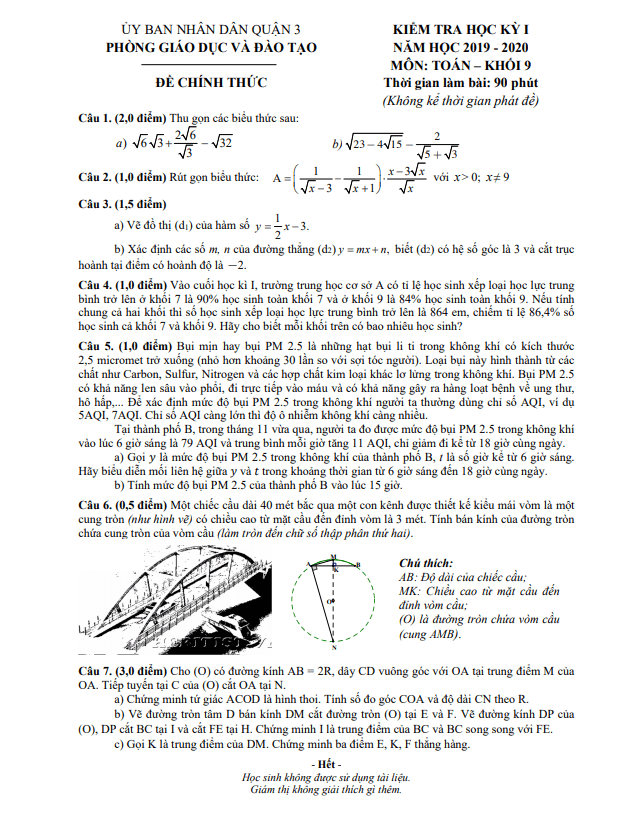 ỦY BAN NHÂN DÂN QUẬN 3
PHÒNG GIÁO DỤC VÀ ĐÀO TẠO
ĐỀ CHÍNH THỨC
KIỂM TRA HỌC KỲ I
NĂM HỌC 2019 - 2020
MÔN: TOÁN – KHỐI 9
Thời gian làm bài: 90 phút
(Không kể thời gian phát đề)
Câu 1. (2,0 điểm) Thu gọn các biểu thức sau:
a) √6√3 + 2√6/√3 − √32 b) √(23 − 4√15) − 2/(√5 + √3)
Câu 2. (1,0 điểm) Rút gọn biểu thức: A = (1/(√x − 3) − 1/(√x + 1)) . (x − 3√x)/√x với x > 0; x ≠ 9
Câu 3. (1,5 điểm)
a) Vẽ đồ thị (d1) của hàm số y = 1/2 x − 3.
b) Xác định các số m, n của đường thẳng (d2) y = mx + n, biết (d2) có hệ số góc là 3 và cắt trục
hoành tại điểm có hoành độ là −2.
Câu 4. (1,0 điểm) Vào cuối học kì I, trường trung học cơ sở A có tỉ lệ học sinh xếp loại học lực trung
bình trở lên ở khối 7 là 90% học sinh toàn khối 7 và ở khối 9 là 84% học sinh toàn khối 9. Nếu tính
chung cả hai khối thì số học sinh xếp loại học lực trung bình trở lên là 864 em, chiếm tỉ lệ 86,4% số
học sinh cả khối 7 và khối 9. Hãy cho biết mỗi khối trên có bao nhiêu học sinh?
Câu 5. (1,0 điểm) Bụi mịn hay bụi PM 2.5 là những hạt bụi li ti trong không khí có kích thước
2,5 micromet trở xuống (nhỏ hơn khoảng 30 lần so với sợi tóc người). Loại bụi này hình thành từ các
chất như Carbon, Sulfur, Nitrogen và các hợp chất kim loại khác lơ lửng trong không khí. Bụi PM 2.5
có khả năng len sâu vào phổi, đi trực tiếp vào máu và có khả năng gây ra hàng loạt bệnh về ung thư,
hô hấp,... Để xác định mức độ bụi PM 2.5 trong không khí người ta thường dùng chỉ số AQI, ví dụ
5AQI, 7AQI. Chỉ số AQI càng lớn thì độ ô nhiễm không khí càng nhiều.
Tại thành phố B, trong tháng 11 vừa qua, người ta đo được mức độ bụi PM 2.5 trong không khí
vào lúc 6 giờ sáng là 79 AQI và trung bình mỗi giờ tăng 11 AQI, chỉ giảm đi kể từ 18 giờ cùng ngày.
a) Gọi y là mức độ bụi PM 2.5 trong không khí của thành phố B, t là số giờ kể từ 6 giờ sáng.
Hãy biểu diễn mối liên hệ giữa y và t trong khoảng thời gian từ 6 giờ sáng đến 18 giờ cùng ngày.
b) Tính mức độ bụi PM 2.5 của thành phố B vào lúc 15 giờ.
Câu 6. (0,5 điểm) Một chiếc cầu dài 40 mét bắc qua một con kênh được thiết kế kiểu mái vòm là một
cung tròn (như hình vẽ) có chiều cao từ mặt cầu đến đỉnh vòm là 3 mét. Tính bán kính của đường tròn
chứa cung tròn của vòm cầu (làm tròn đến chữ số thập phân thứ hai).
M
A
K
B
O
N
Chú thích:
AB: Độ dài của chiếc cầu;
MK: Chiều cao từ mặt cầu đến
đỉnh vòm cầu;
(O) là đường tròn chứa vòm cầu
(cung AMB).
Câu 7. (3,0 điểm) Cho (O) có đường kính AB = 2R, dây CD vuông góc với OA tại trung điểm M của
OA. Tiếp tuyến tại C của (O) cắt OA tại N.
a) Chứng minh tứ giác ACOD là hình thoi. Tính số đo góc COA và độ dài CN theo R.
b) Vẽ đường tròn tâm D bán kính DM cắt đường tròn (O) tại E và F. Vẽ đường kính DP của
(O), DP cắt BC tại I và cắt FE tại H. Chứng minh I là trung điểm của BC và BC song song với FE.
c) Gọi K là trung điểm của DM. Chứng minh ba điểm E, K, F thẳng hàng.
- Hết -
Học sinh không được sử dụng tài liệu.
Giám thị không giải thích gì thêm.